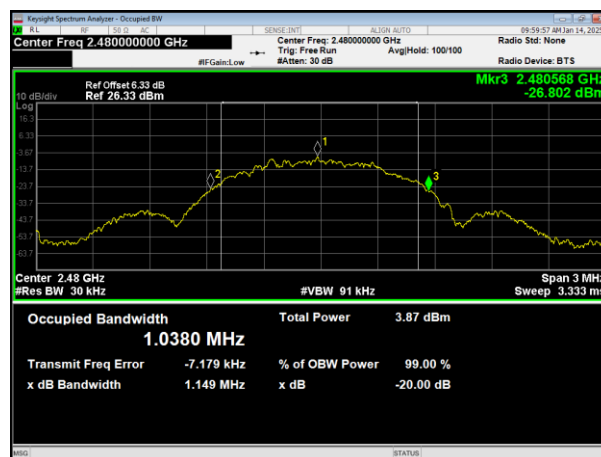 Keysight Spectrum Analyzer - Occupied BW
RL RF 50 Ω AC SENSE:INT ALIGN AUTO 09:59:57 AM Jan 14, 2025
Center Freq 2.480000000 GHz Center Freq: 2.480000000 GHz Radio Std: None
Trig: Free Run Avg|Hold: 100/100
#IFGain:Low #Atten: 30 dB Radio Device: BTS
Mkr3 2.480568 GHz
-26.802 dBm
Ref Offset 6.33 dB
10 dB/div Ref 26.33 dBm
Log
16.3
6.33
-3.67
-13.7
-23.7
-33.7
-43.7
-53.7
-63.7
1
2
3
Center 2.48 GHz Span 3 MHz
#Res BW 30 kHz #VBW 91 kHz Sweep 3.333 ms
Occupied Bandwidth Total Power 3.87 dBm
1.0380 MHz
Transmit Freq Error -7.179 kHz % of OBW Power 99.00 %
x dB Bandwidth 1.149 MHz x dB -20.00 dB
MSG STATUS